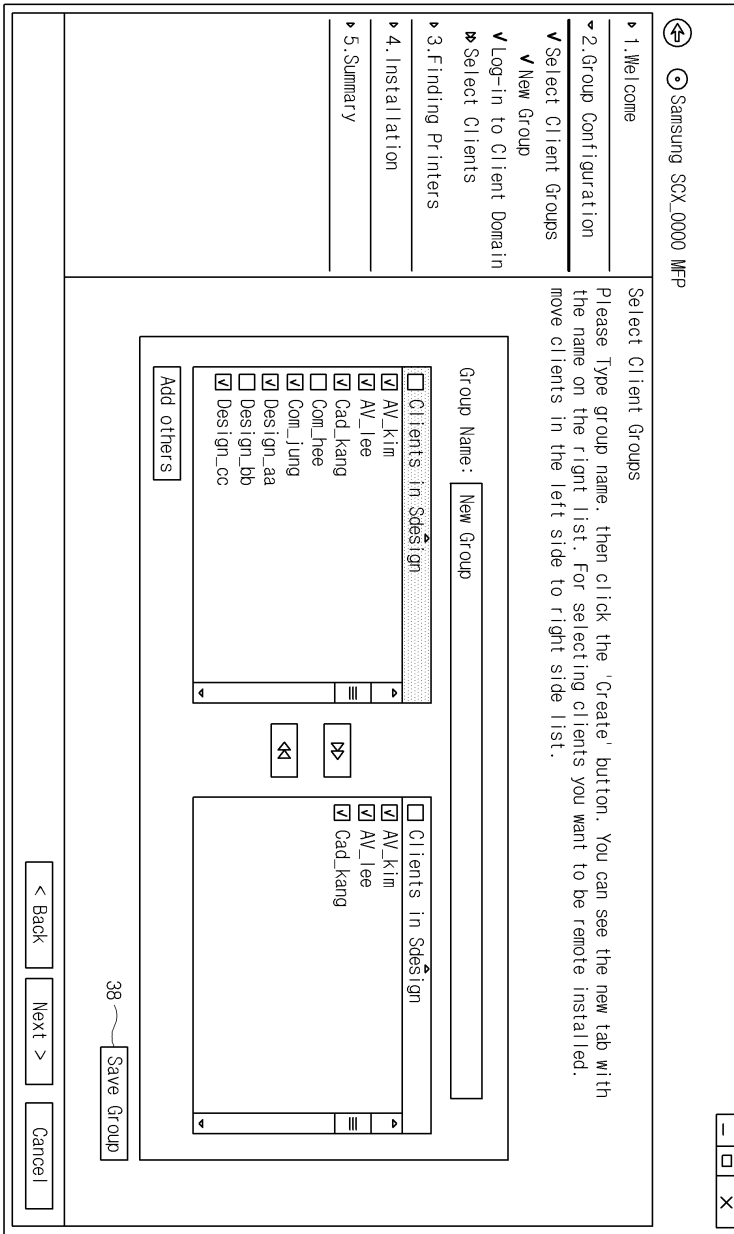 Samsung SCX_0000 MFP
1.Welcome
2.Group Configuration
Select Client Groups
New Group
Log-in to Client Domain
Select Clients
3.Finding Printers
4.Installation
5.Summary
Select Client Groups
Please Type group name, then click the 'Create' button. You can see the new tab with
the name on the rignt list. For selecting clients you want to be remote installed.
move clients in the left side to right side list.
Group Name: New Group
Clients in Sdesign
AV_kim
AV_lee
Cad_kang
Com_hee
Com_jung
Design_aa
Design_bb
Design_cc
Add others
Clients in Sdesign
AV_kim
AV_lee
Cad_kang
38
Save Group
< Back
Next >
Cancel